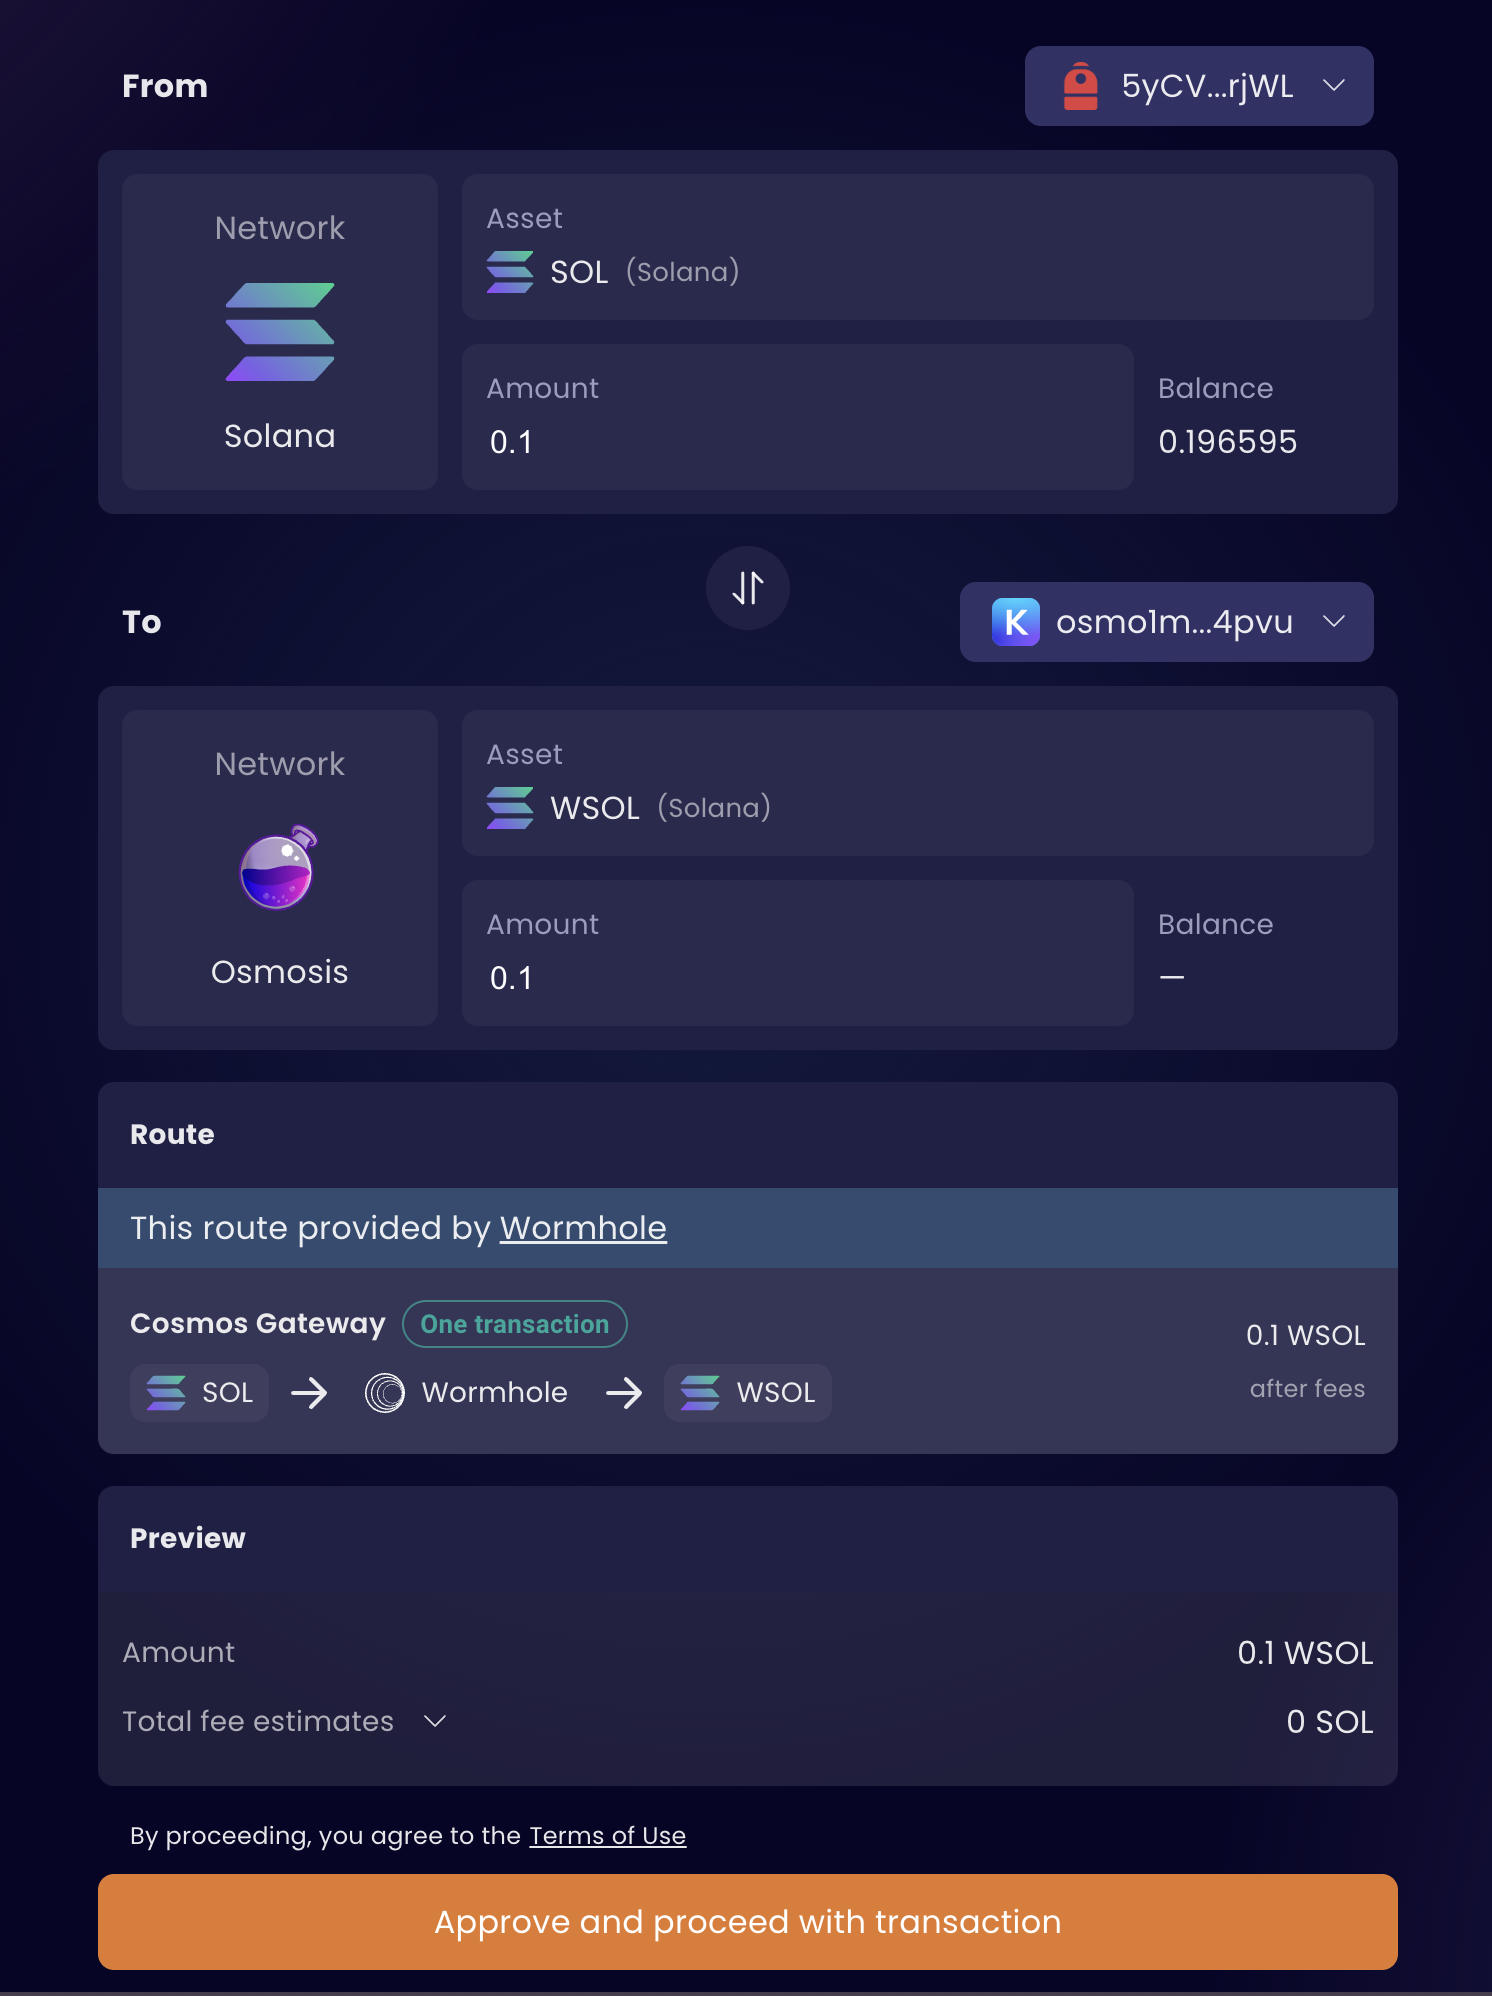 From
5yCV...rjWL
Network
Solana
Asset
SOL (Solana)
Amount
0.1
Balance
0.196595
To
K osmo1m...4pvu
Network
Osmosis
Asset
WSOL (Solana)
Amount
0.1
Balance
—
Route
This route provided by Wormhole
Cosmos Gateway One transaction
SOL → Wormhole → WSOL
0.1 WSOL
after fees
Preview
Amount 0.1 WSOL
Total fee estimates 0 SOL
By proceeding, you agree to the Terms of Use
Approve and proceed with transaction